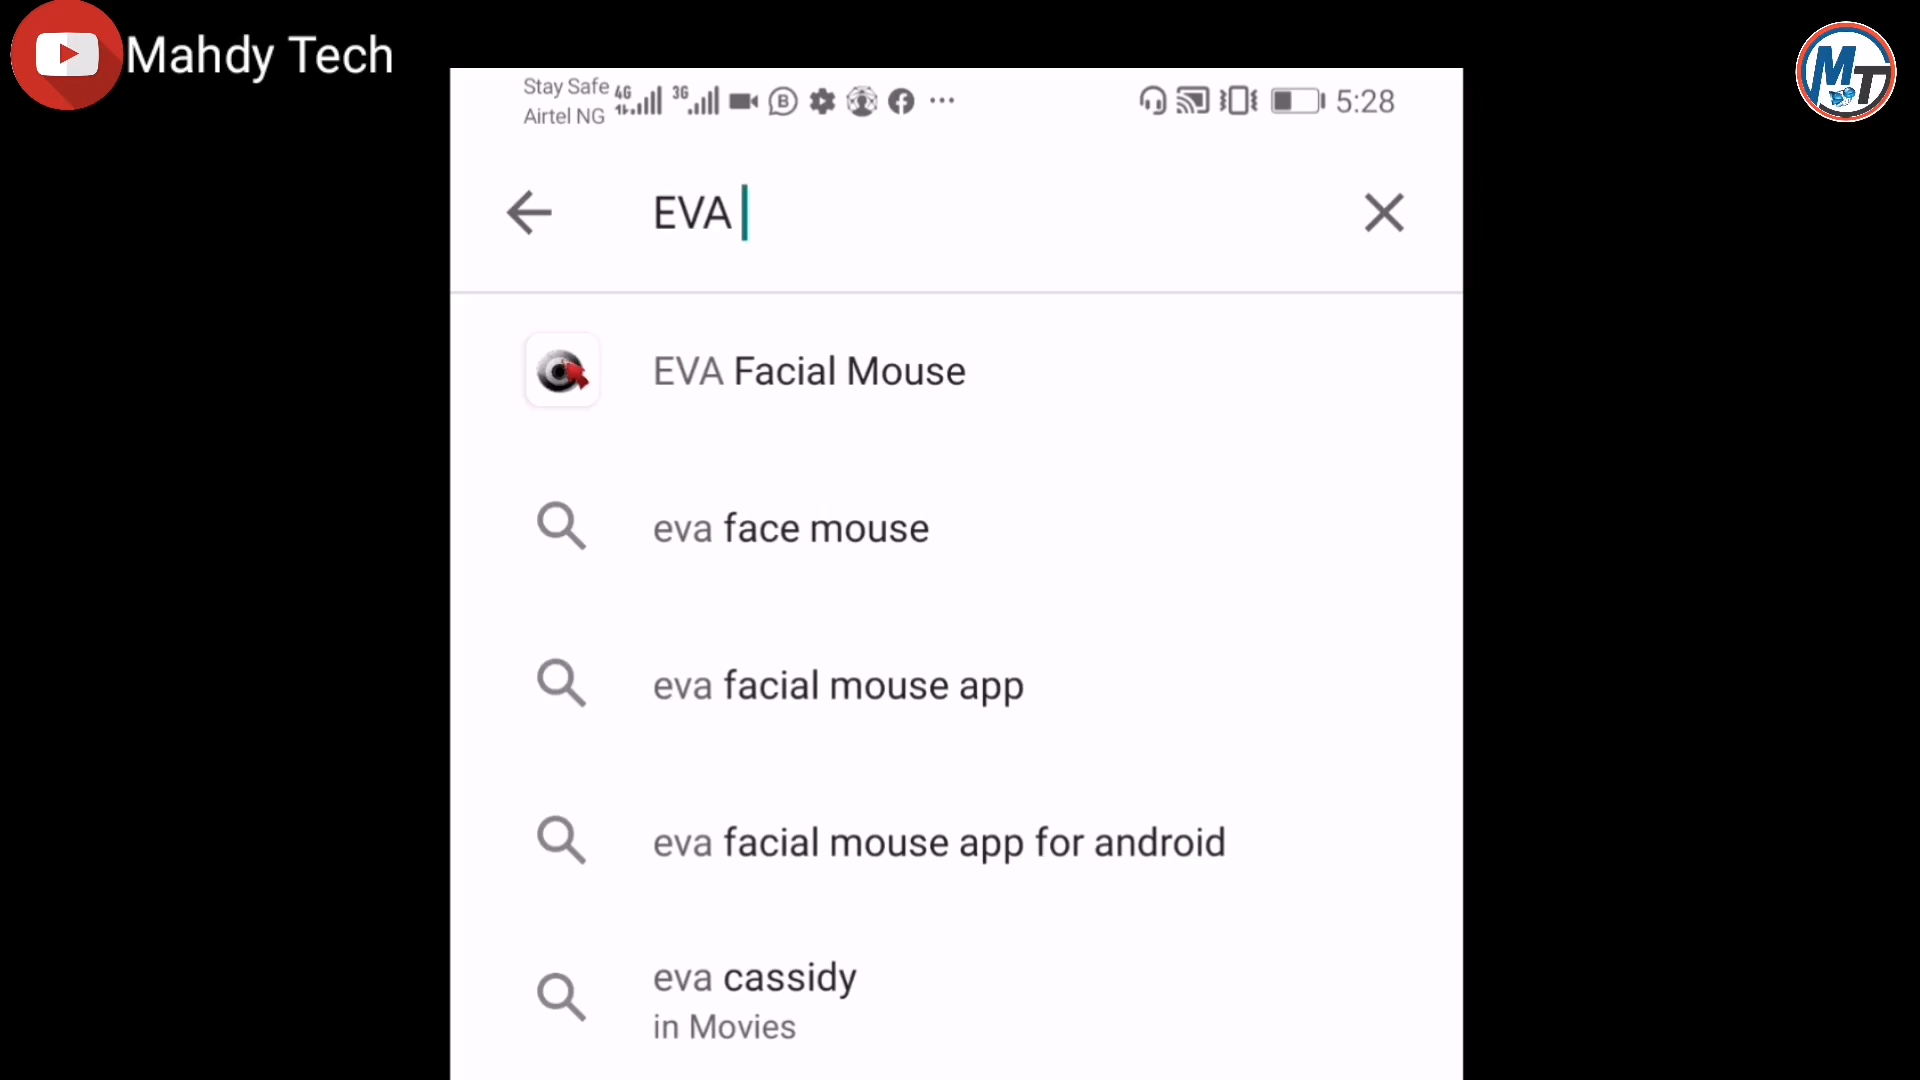 Mahdy Tech
MT
Stay Safe
Airtel NG
4G
3G
B
5:28
EVA
EVA Facial Mouse
eva face mouse
eva facial mouse app
eva facial mouse app for android
eva cassidy
in Movies